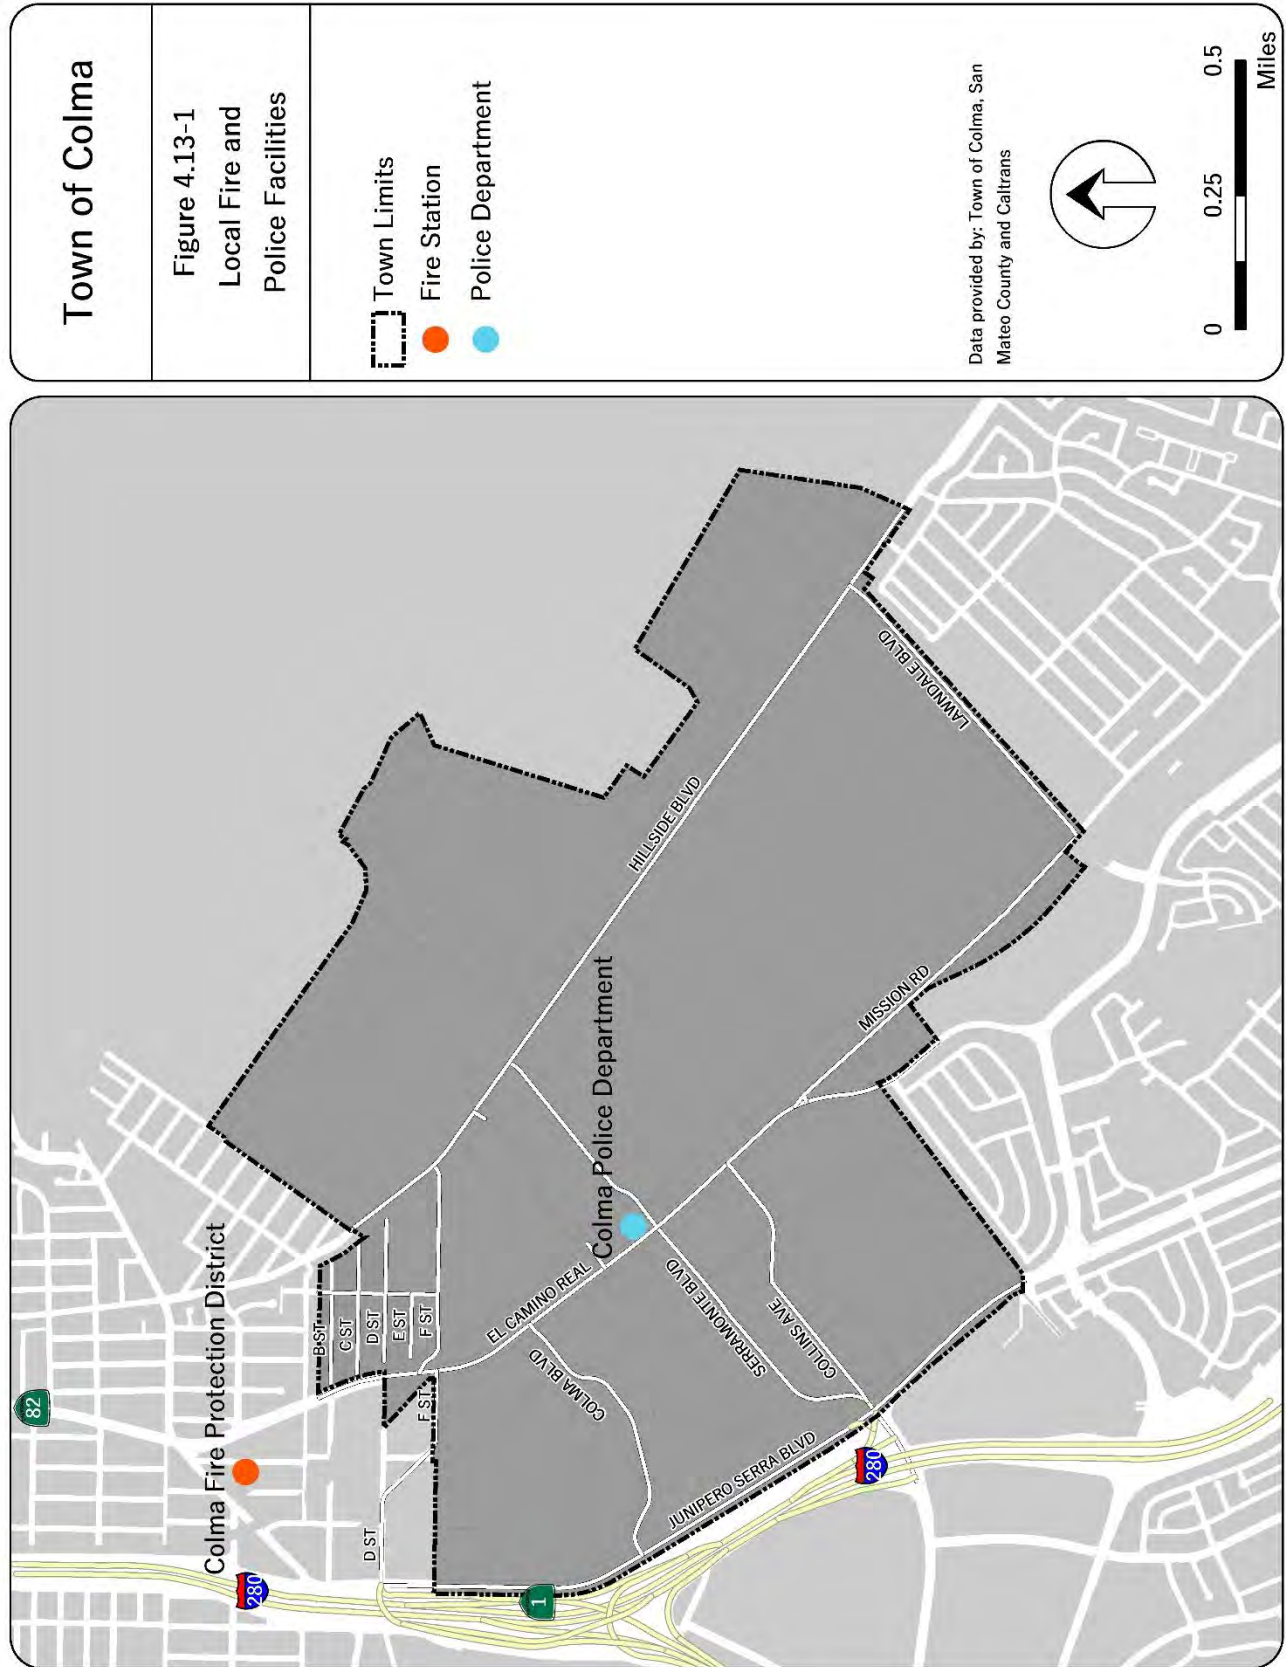 Town of Colma
Figure 4.13-1
Local Fire and
Police Facilities
Town Limits
Fire Station
Police Department
Data provided by: Town of Colma, San
Mateo County and Caltrans
0
0.25
0.5
Miles
82
Colma Fire Protection District
280
B ST
C ST
D ST
E ST
F ST
F ST
D ST
1
EL CAMINO REAL
COLMA BLVD
Colma Police Department
HILLSIDE BLVD
SERRAMONTE BLVD
COLLINS AVE
JUNIPERO SERRA BLVD
280
MISSION RD
LAWNDALE BLVD